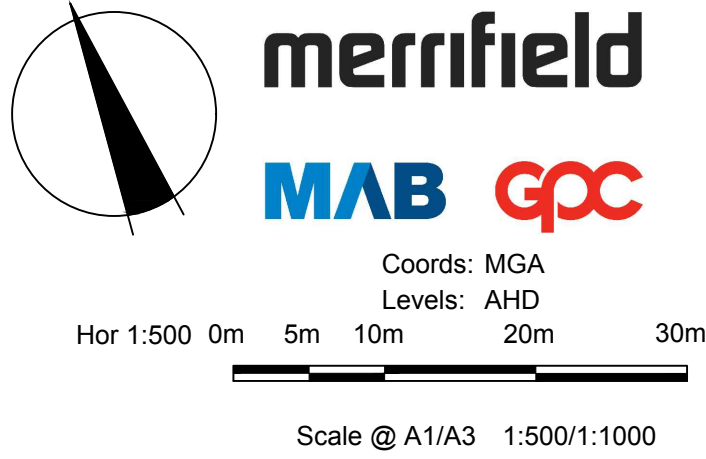 merrifield
MAB GPC
Coords: MGA
Levels: AHD
Hor 1:500 0m 5m 10m 20m 30m
Scale @ A1/A3 1:500/1:1000